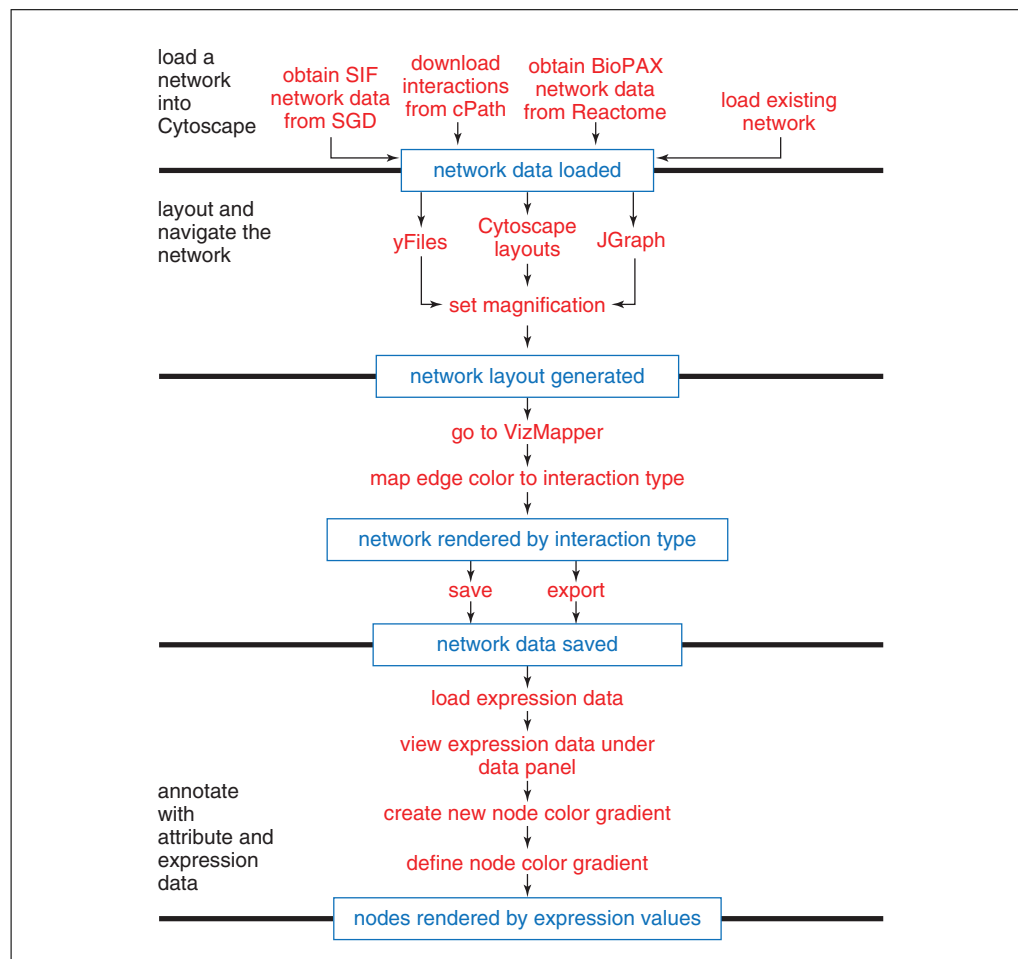 load a
network
into
Cytoscape
obtain SIF
network data
from SGD
download
interactions
from cPath
obtain BioPAX
network data
from Reactome
load existing
network
network data loaded
layout and
navigate the
network
yFiles
Cytoscape
layouts
JGraph
set magnification
network layout generated
go to VizMapper
map edge color to interaction type
network rendered by interaction type
save
export
network data saved
load expression data
view expression data under
data panel
annotate
with
attribute and
expression
data
create new node color gradient
define node color gradient
nodes rendered by expression values